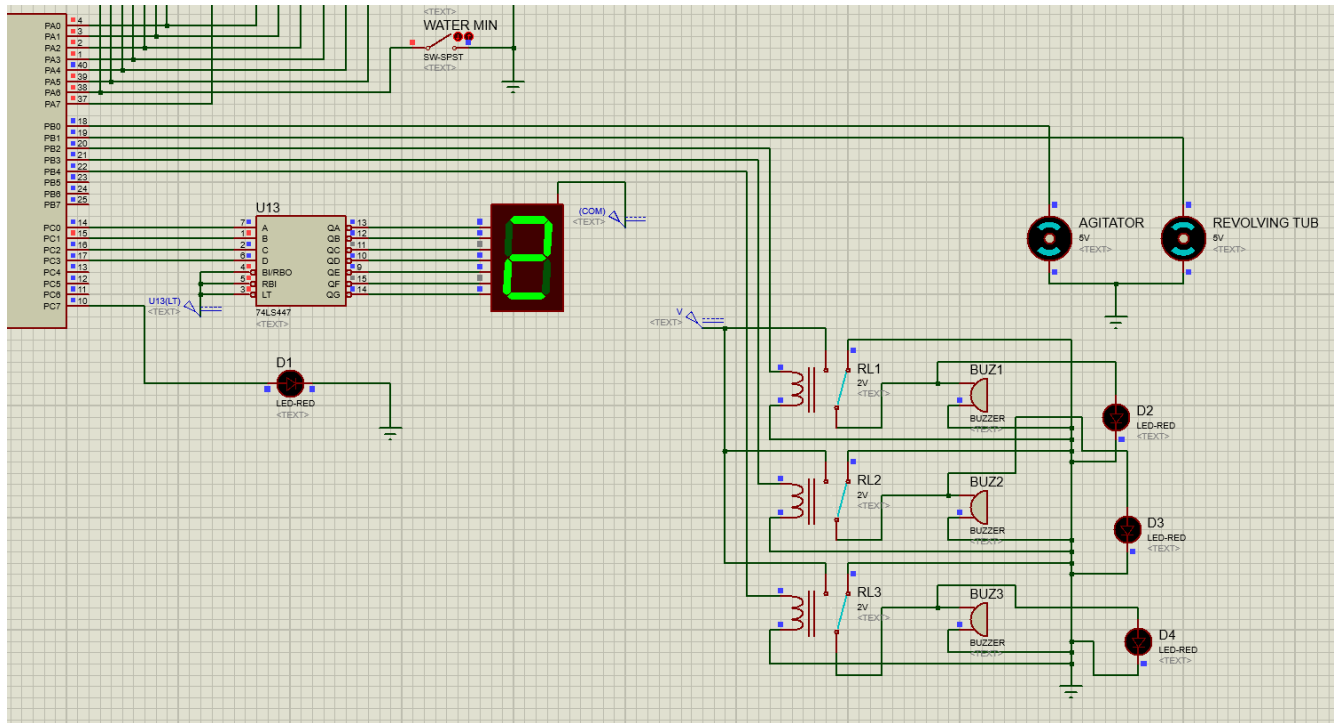 <TEXT>
WATER MIN
SW-SPST
<TEXT>
PA0 4
PA1 3
PA2 2
PA3 1
PA4 40
PA5 39
PA6 38
PA7 37
PB0 18
PB1 19
PB2 20
PB3 21
PB4 22
PB5 23
PB6 24
PB7 25
PC0 14
PC1 15
PC2 16
PC3 17
PC4 13
PC5 12
PC6 11
PC7 10
U13
7 A QA 13
1 B QB 12
2 C QC 11
6 D QD 10
4 BI/RBO QE 9
5 RBI QF 15
3 LT QG 14
74LS447
<TEXT>
U13(LT)
<TEXT>
(COM)
<TEXT>
AGITATOR
5V
<TEXT>
REVOLVING TUB
5V
<TEXT>
V
<TEXT>
D1
LED-RED
<TEXT>
RL1
2V
<TEXT>
BUZ1
BUZZER
<TEXT>
D2
LED-RED
<TEXT>
RL2
2V
<TEXT>
BUZ2
BUZZER
<TEXT>
D3
LED-RED
<TEXT>
RL3
2V
<TEXT>
BUZ3
BUZZER
<TEXT>
D4
LED-RED
<TEXT>
2